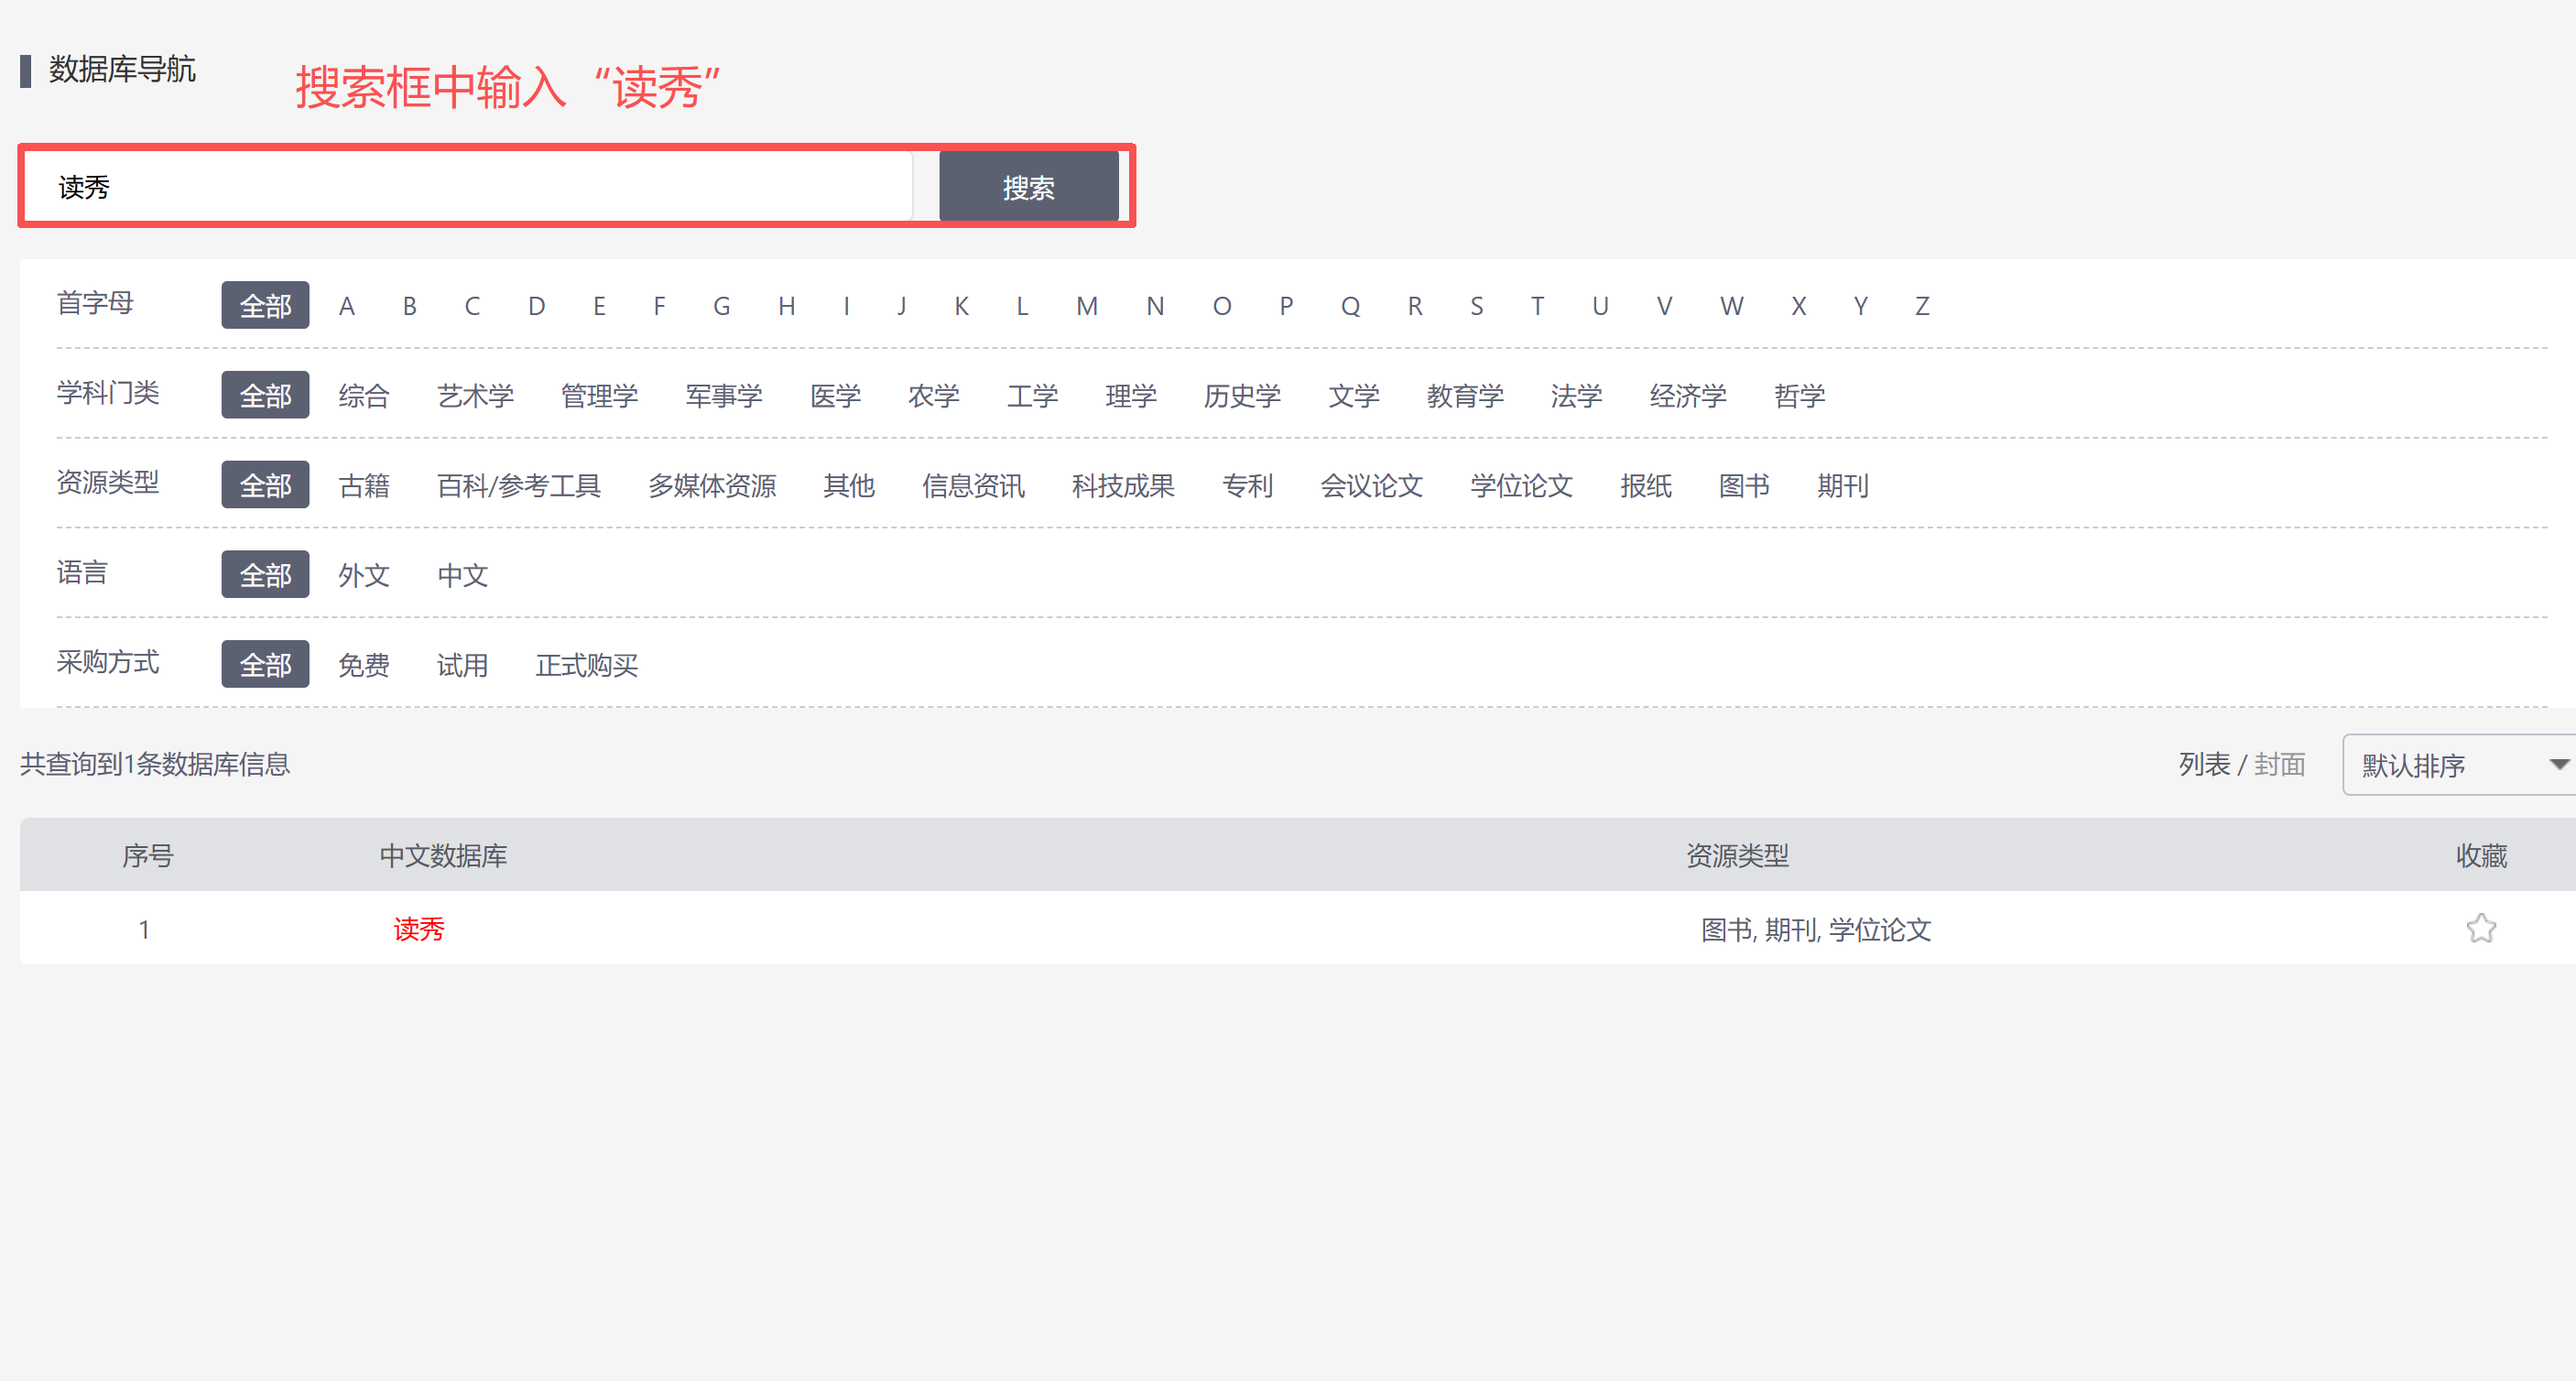 数据库导航
搜索框中输入“读秀”
读秀 搜索
首字母 全部 A B C D E F G H I J K L M N O P Q R S T U V W X Y Z
学科门类 全部 综合 艺术学 管理学 军事学 医学 农学 工学 理学 历史学 文学 教育学 法学 经济学 哲学
资源类型 全部 古籍 百科/参考工具 多媒体资源 其他 信息资讯 科技成果 专利 会议论文 学位论文 报纸 图书 期刊
语言 全部 外文 中文
采购方式 全部 免费 试用 正式购买
共查询到1条数据库信息 列表 / 封面 默认排序
序号 中文数据库 资源类型 收藏
1 读秀 图书, 期刊, 学位论文